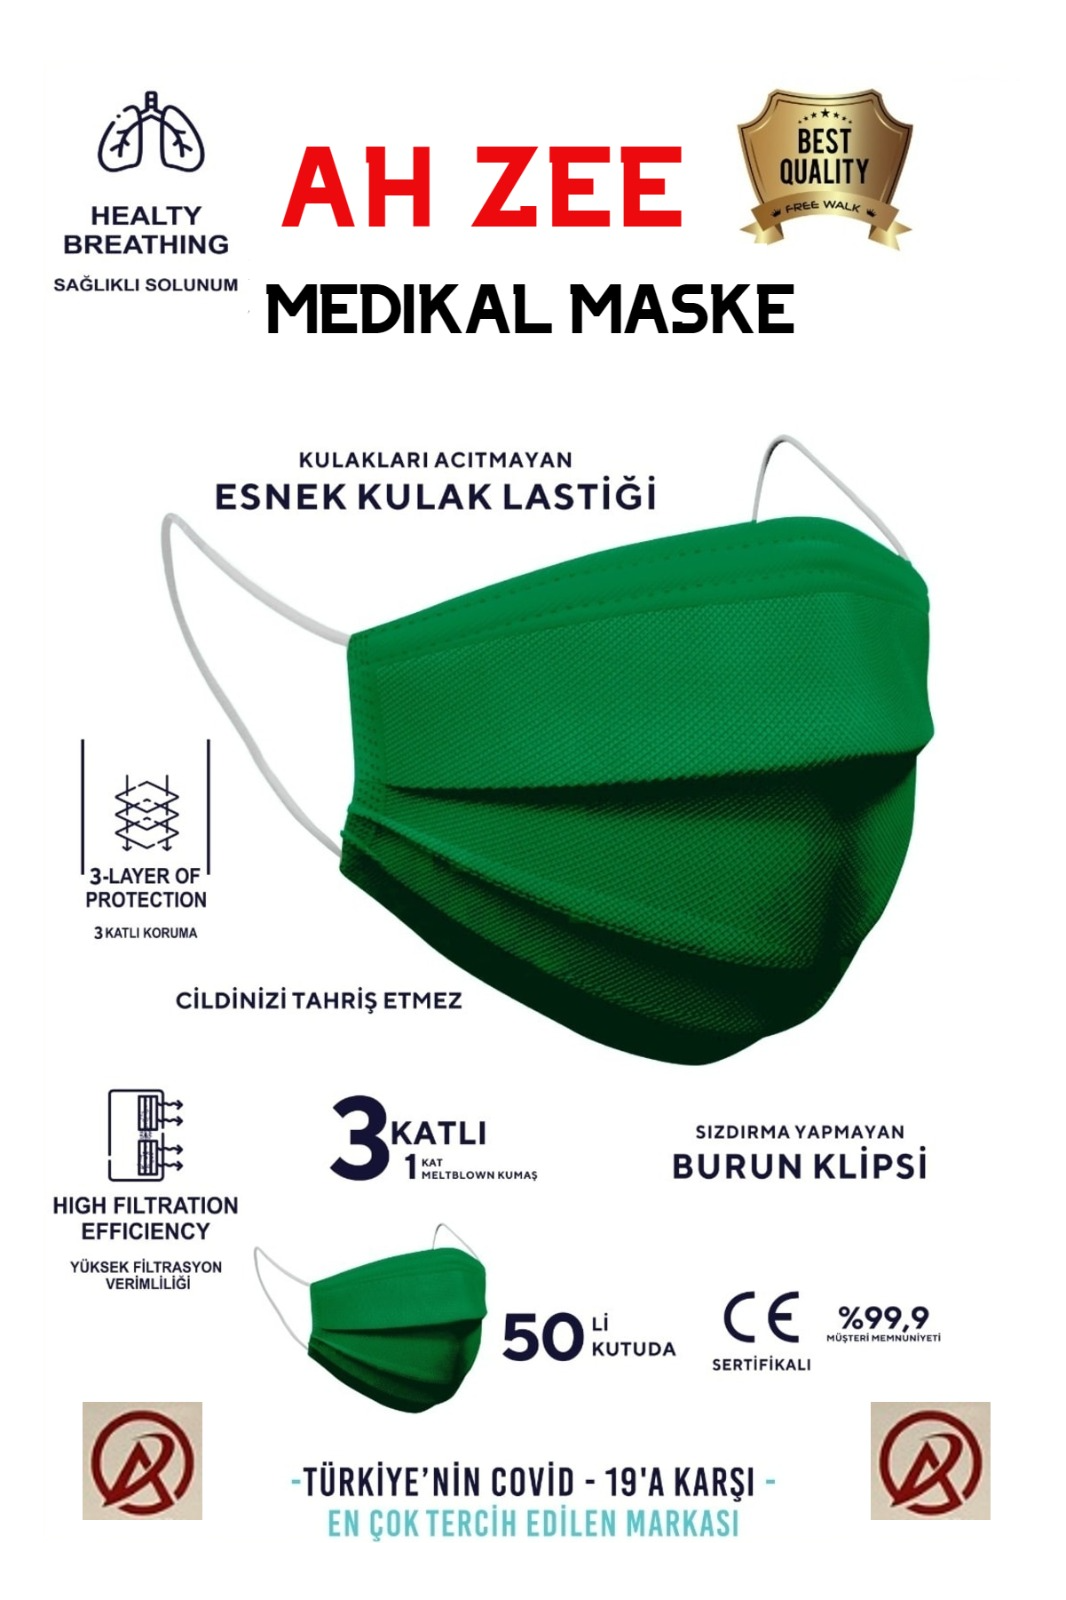 HEALTY
BREATHING
SAĞLIKLI SOLUNUM
AH ZEE
MEDIKAL MASKE
BEST
QUALITY
FREE WALK
KULAKLARI ACITMAYAN
ESNEK KULAK LASTİĞİ
3-LAYER OF
PROTECTION
3 KATLI KORUMA
CİLDİNİZİ TAHRİŞ ETMEZ
HIGH FILTRATION
EFFICIENCY
YÜKSEK FİLTRASYON
VERİMLİLİĞİ
3 KATLI
1 KAT
MELTBLOWN KUMAŞ
SIZDIRMA YAPMAYAN
BURUN KLİPSİ
50 Lİ
KUTUDA
CE
SERTİFİKALI
%99,9
MÜŞTERİ MEMNUNİYETİ
-TÜRKİYE’NİN COVİD - 19'A KARŞI -
EN ÇOK TERCİH EDİLEN MARKASI